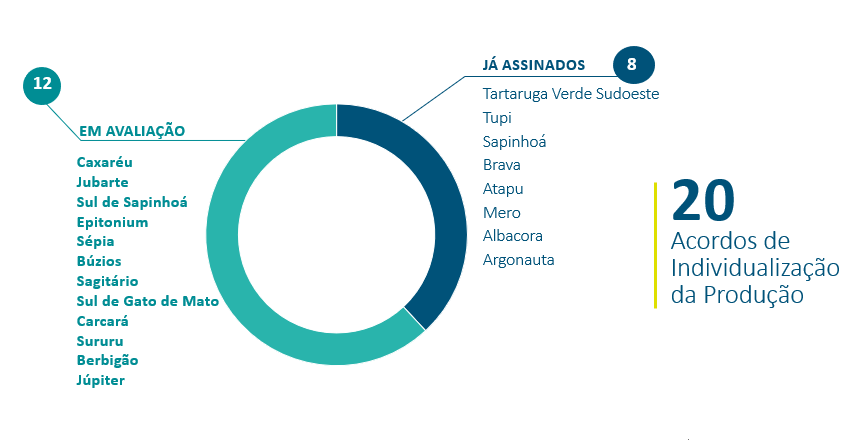 12
EM AVALIAÇÃO
Caxaréu
Jubarte
Sul de Sapinhoá
Epitonium
Sépia
Búzios
Sagitário
Sul de Gato de Mato
Carcará
Sururu
Berbigão
Júpiter
JÁ ASSINADOS
8
Tartaruga Verde Sudoeste
Tupi
Sapinhoá
Brava
Atapu
Mero
Albacora
Argonauta
20
Acordos de
Individualização
da Produção